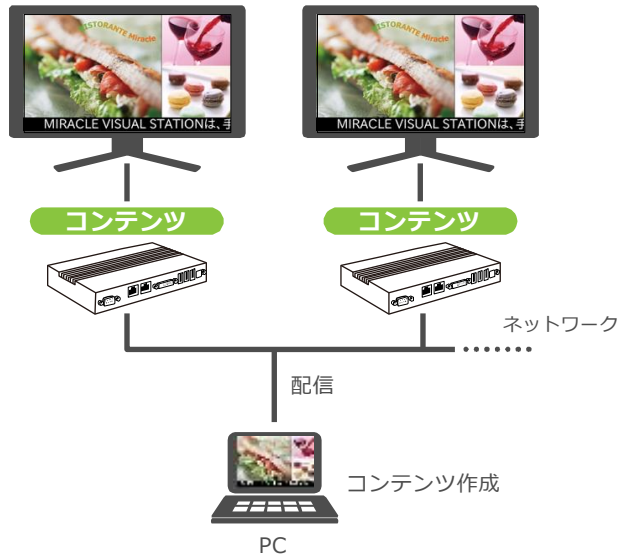 RISTORANTE Miracle
RISTORANTE Miracle
MIRACLE VISUAL STATIONは、手
MIRACLE VISUAL STATIONは、手
コンテンツ
コンテンツ
ネットワーク
配信
コンテンツ作成
PC